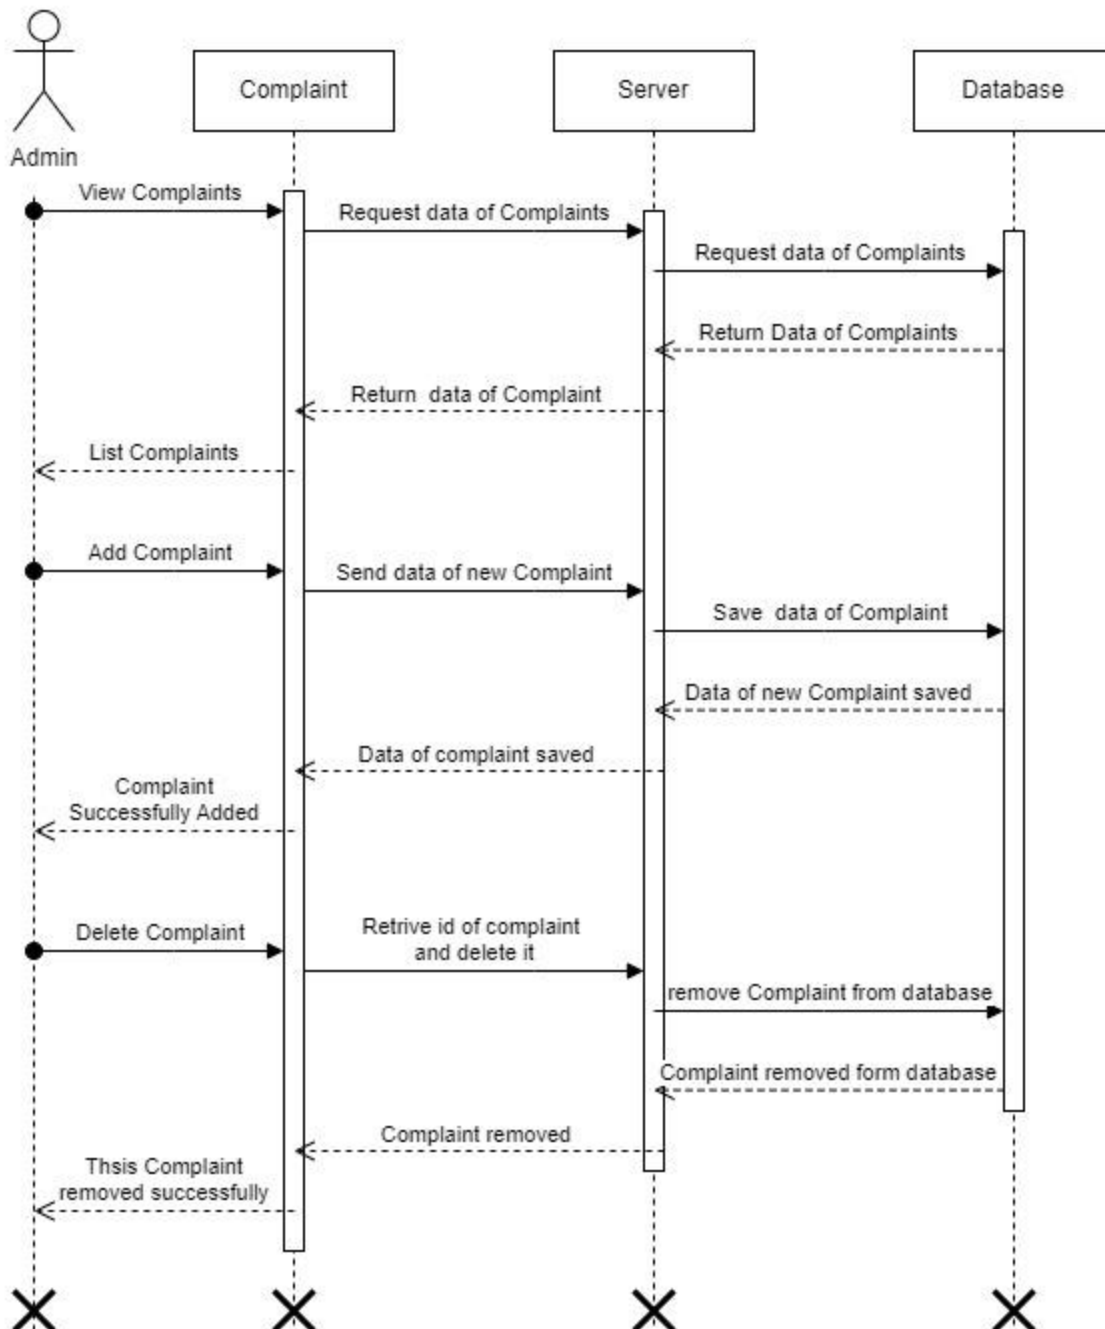 Complaint
Server
Database
Admin
View Complaints
Request data of Complaints
Request data of Complaints
Return Data of Complaints
Return  data of Complaint
List Complaints
Add Complaint
Send data of new Complaint
Save  data of Complaint
Data of new Complaint saved
Data of complaint saved
Complaint
Successfully Added
Delete Complaint
Retrive id of complaint
and delete it
remove Complaint from database
Complaint removed form database
Complaint removed
Thsis Complaint
removed successfully